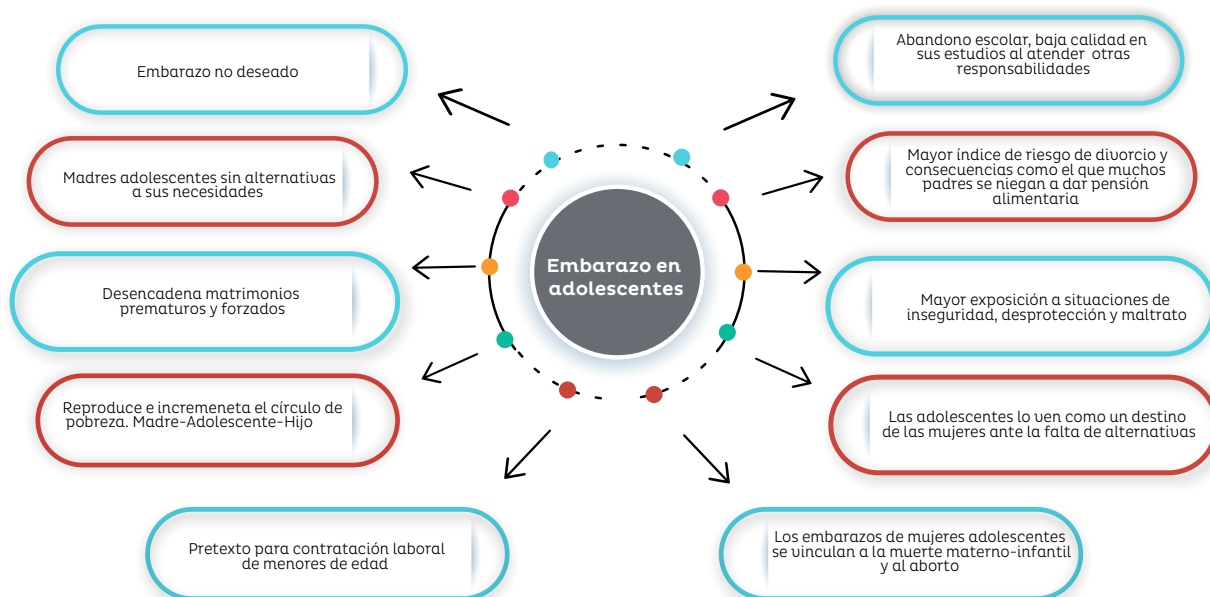 Embarazo no deseado
Madres adolescentes sin alternativas
a sus necesidades
Desencadena matrimonios
prematuros y forzados
Reproduce e incremeneta el círculo de
pobreza. Madre-Adolescente-Hijo
Pretexto para contratación laboral
de menores de edad
Embarazo en
adolescentes
Abandono escolar, baja calidad en
sus estudios al atender otras
responsabilidades
Mayor índice de riesgo de divorcio y
consecuencias como el que muchos
padres se niegan a dar pensión
alimentaria
Mayor exposición a situaciones de
inseguridad, desprotección y maltrato
Las adolescentes lo ven como un destino
de las mujeres ante la falta de alternativas
Los embarazos de mujeres adolescentes
se vinculan a la muerte materno-infantil
y al aborto